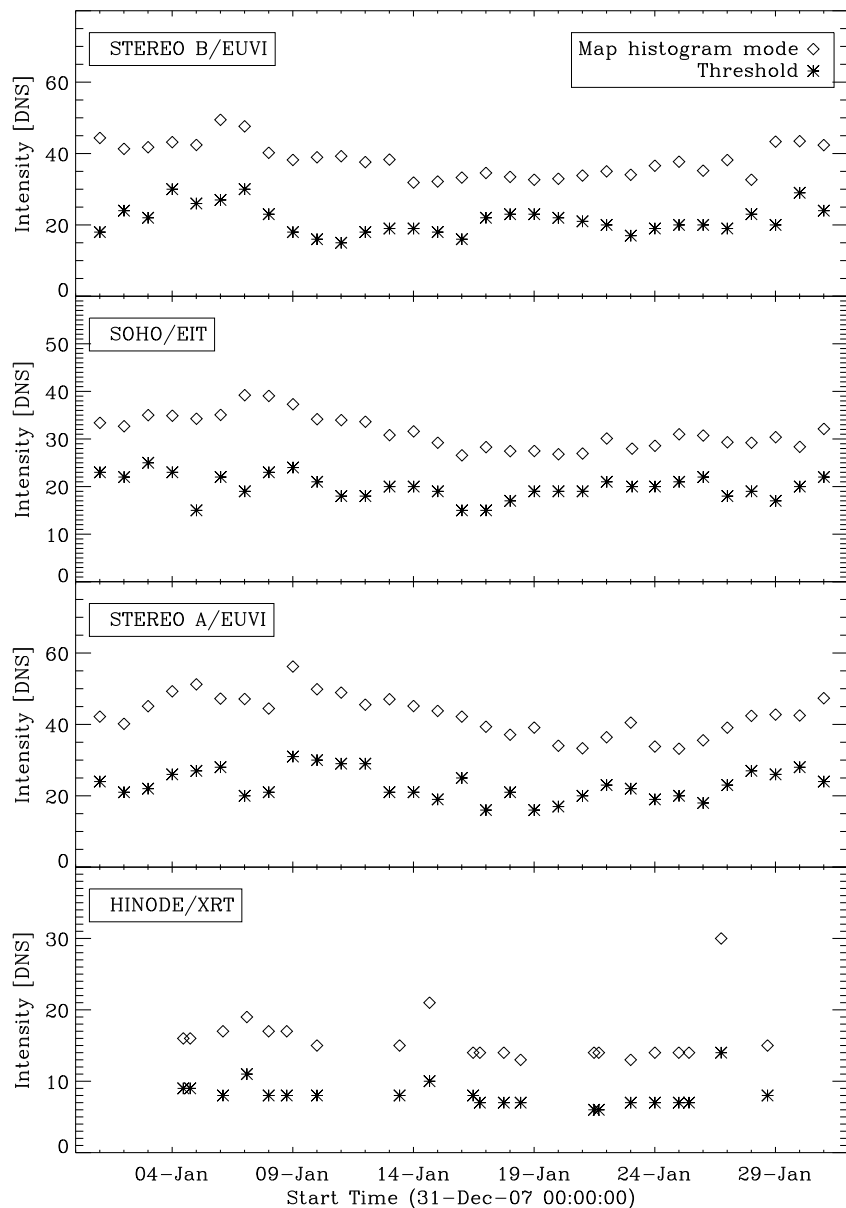 STEREO B/EUVI
Map histogram mode
Threshold
Intensity [DNS]
60
40
20
0
SOHO/EIT
Intensity [DNS]
50
40
30
20
10
0
STEREO A/EUVI
Intensity [DNS]
60
40
20
0
HINODE/XRT
Intensity [DNS]
30
20
10
0
04-Jan 09-Jan 14-Jan 19-Jan 24-Jan 29-Jan
Start Time (31-Dec-07 00:00:00)